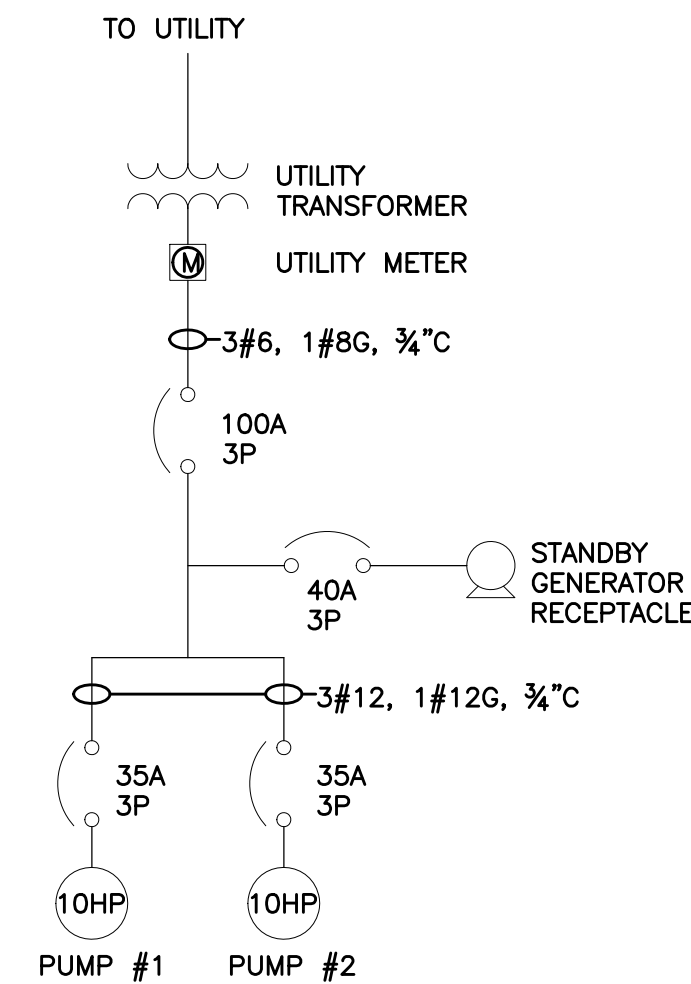 TO UTILITY
UTILITY
TRANSFORMER
M
UTILITY METER
3#6, 1#8G, ¾”C
100A
3P
40A
3P
STANDBY
GENERATOR
RECEPTACLE
3#12, 1#12G, ¾”C
35A
3P
35A
3P
10HP
10HP
PUMP #1
PUMP #2